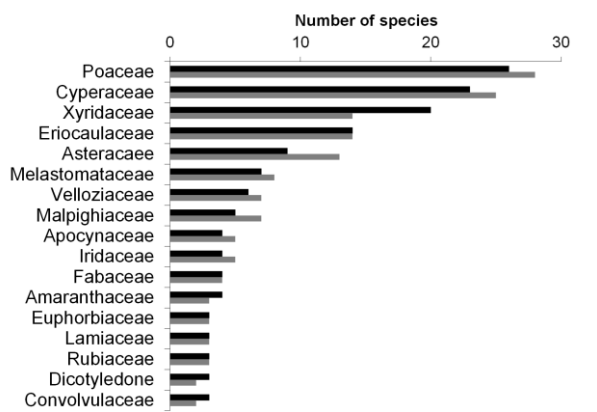 Number of species
0 10 20 30
Poaceae
Cyperaceae
Xyridaceae
Eriocaulaceae
Asteracaee
Melastomataceae
Velloziaceae
Malpighiaceae
Apocynaceae
Iridaceae
Fabaceae
Amaranthaceae
Euphorbiaceae
Lamiaceae
Rubiaceae
Dicotyledone
Convolvulaceae